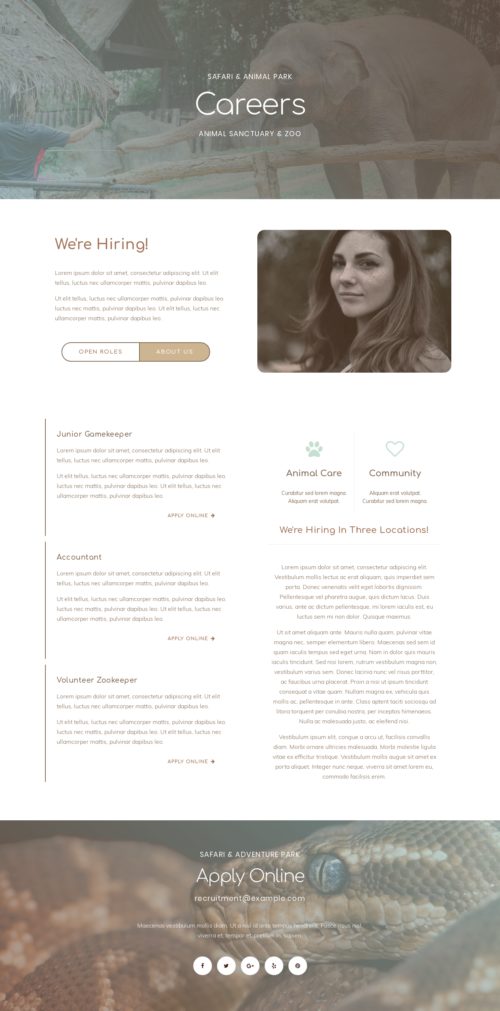 SAFARI & ANIMAL PARK
Careers
ANIMAL SANCTUARY & ZOO
We're Hiring!
Lorem ipsum dolor sit amet, consectetur adipiscing elit. Ut elit
tellus, luctus nec ullamcorper mattis, pulvinar dapibus leo.
Ut elit tellus, luctus nec ullamcorper mattis, pulvinar dapibus leo.
luctus nec mattis, pulvinar dapibus leo. Ut elit tellus, luctus nec
ullamcorper mattis, pulvinar dapibus leo.
OPEN ROLES
ABOUT US
Junior Gamekeeper
Lorem ipsum dolor sit amet, consectetur adipiscing elit. Ut elit
tellus, luctus nec ullamcorper mattis, pulvinar dapibus leo.
Ut elit tellus, luctus nec ullamcorper mattis, pulvinar dapibus leo.
luctus nec mattis, pulvinar dapibus leo. Ut elit tellus, luctus nec
ullamcorper mattis, pulvinar dapibus leo.
APPLY ONLINE
Accountant
Lorem ipsum dolor sit amet, consectetur adipiscing elit. Ut elit
tellus, luctus nec ullamcorper mattis, pulvinar dapibus leo.
Ut elit tellus, luctus nec ullamcorper mattis, pulvinar dapibus leo.
luctus nec mattis, pulvinar dapibus leo. Ut elit tellus, luctus nec
ullamcorper mattis, pulvinar dapibus leo.
APPLY ONLINE
Volunteer Zookeeper
Lorem ipsum dolor sit amet, consectetur adipiscing elit. Ut elit
tellus, luctus nec ullamcorper mattis, pulvinar dapibus leo.
Ut elit tellus, luctus nec ullamcorper mattis, pulvinar dapibus leo.
luctus nec mattis, pulvinar dapibus leo. Ut elit tellus, luctus nec
ullamcorper mattis, pulvinar dapibus leo.
APPLY ONLINE
Animal Care
Curabitur sed lorem magna.
Aliquam erat volutpat.
Community
Aliquam erat volutpat.
Curabitur sed lorem magna.
We're Hiring In Three Locations!
Lorem ipsum dolor sit amet, consectetur adipiscing elit.
Vestibulum mollis luctus ac erat aliquam, quis imperdiet sem
porta. Donec venenatis velit eget lobortis dignissim.
Pellentesque vel pharetra augue, quis dictum lacus. Duis
varius, ante ac dictum pellentesque, mi lorem iaculis est, eu
luctus sem mi non dolor. Quisque maximus
Ut sit amet aliquam ante. Mauris nulla quam, pulvinar vitae
magna nec, semper elementum libero. Maecenas sed sem id
quam iaculis tempus sed eget urna. Nam in dolor quis mauris
iaculis tincidunt. Sed nisi lorem, rutrum vestibulum magna non,
vestibulum varius sem. Donec lacinia nunc vel risus porttitor,
ac faucibus urna placerat. Proin a nisi ut ipsum tincidunt
consequat a vitae quam. Nullam magna ex, vehicula quis
mollis ac, pellentesque in ante. Class aptent taciti sociosqu ad
litora torquent per conubia nostra, per inceptos himenaeos.
Nulla ac malesuada justo, ac eleifend nisi.
Vestibulum ipsum elit, congue a arcu ut, facilisis convallis
diam. Morbi ornare ultricies malesuada. Morbi molestie ligula
vitae ex efficitur tristique. Vestibulum mollis augue sit amet ex
porta aliquet. Integer nunc neque, viverra sit amet lorem eu,
commodo facilisis enim.
SAFARI & ADVENTURE PARK
Apply Online
recruitment@example.com
Maecenas vestibulum mollis diam. Ut a nisl id ante tempus hendrerit. Fusce risus nisl,
viverra et, tempor et, pretium in, sapien.